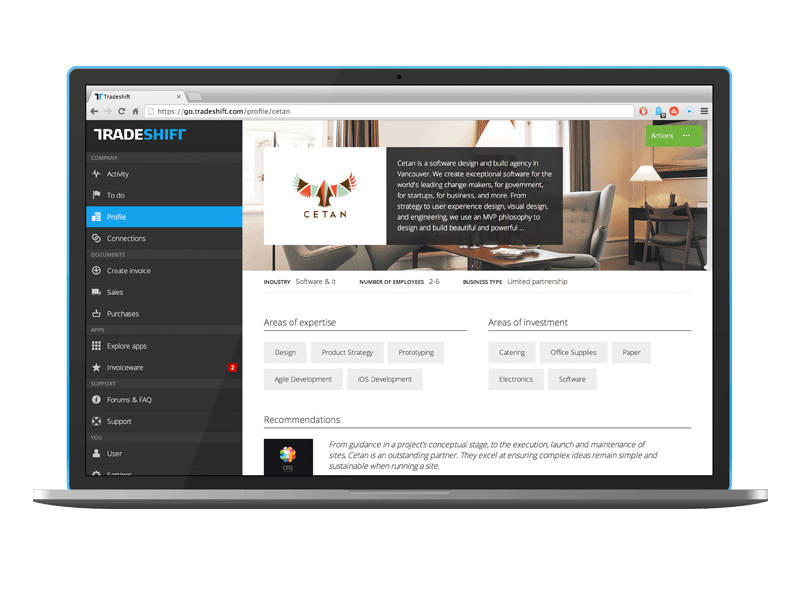 Tradeshift
https://go.tradeshift.com/profile/cetan
TRADESHIFT
Actions
COMPANY
Activity
To do
Profile
Connections
DOCUMENTS
Create invoice
Sales
Purchases
APPS
Explore apps
Invoiceware
2
SUPPORT
Forums & FAQ
Support
YOU
User
Settings
CETAN
Cetan is a software design and build agency in
Vancouver. We create exceptional software for the
world's leading change-makers, for government,
for startups, for business, and more. From
strategy to user experience design, visual design,
and engineering, we use an MVP philosophy to
design and build beautiful and powerful ...
INDUSTRY Software & It NUMBER OF EMPLOYEES 2-6 BUSINESS TYPE Limited partnership
Areas of expertise
Design Product Strategy Prototyping
Agile Development iOS Development
Areas of investment
Catering Office Supplies Paper
Electronics Software
Recommendations
From guidance in a project's conceptual stage, to the execution, launch and maintenance of
sites, Cetan is an outstanding partner. They excel at ensuring complex ideas remain simple and
sustainable when running a site.